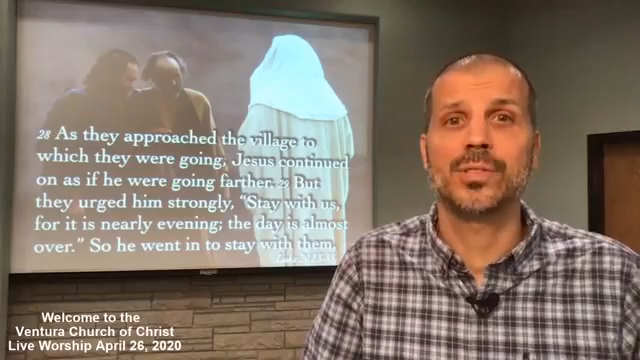 28 As they approached the village to
which they were going, Jesus continued
on as if he were going farther. 29 But
they urged him strongly, "Stay with us,
for it is nearly evening; the day is almost
over." So he went in to stay with them.
Welcome to the
Ventura Church of Christ
Live Worship April 26, 2020